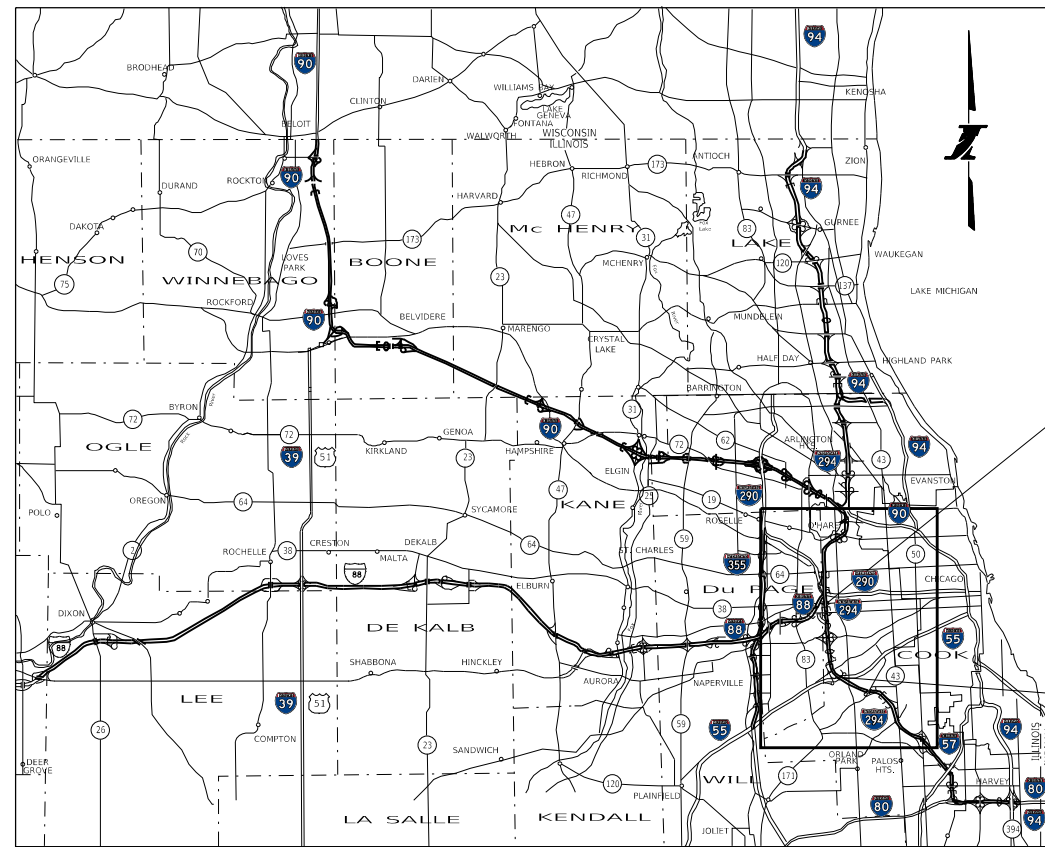 94
90
BRODHEAD
DARIEN
WILLIAMS BAY
KENOSHA
CLINTON
LAKE
GENEVA
FONTANA
BELOIT
WALWORTH
WISCONSIN
ILLINOIS
ORANGEVILLE
HEBRON
173
ANTIOCH
ZION
ROCKTON
90
RICHMOND
94
DURAND
HARVARD
47
83
GURNEE
DAKOTA
Mc HENRY
31
Fox
Lake
LAKE
70
173
WAUKEGAN
HENSON
LOVES
PARK
BOONE
MCHENRY
120
75
WINNEBAGO
23
137
LAKE MICHIGAN
ROCKFORD
90
BELVIDERE
MUNDELEIN
River
MARENGO
CRYSTAL
LAKE
HALF DAY
HIGHLAND PARK
94
BARRINGTON
BYRON
River
31
72
90
OGLE
72
GENOA
72
62
ARLINGTON
HTS.
94
Rock
39
51
KIRKLAND
23
HAMPSHIRE
294
43
ELGIN
EVANSTON
OREGON
64
47
25
290
90
POLO
SYCAMORE
KANE
19
ROSELLE
O'HARE
2
38
CRESTON
DEKALB
64
59
50
ROCHELLE
MALTA
ST. CHARLES
355
88
ELBURN
64
290
CHICAGO
DIXON
Du PAGE
88
294
38
88
DE KALB
88
55
SHABBONA
HINCKLEY
83
COOK
LEE
39
51
AURORA
NAPERVILLE
43
294
26
COMPTON
23
59
55
94
57
ILLINOIS
DEER
GROVE
SANDWICH
ORLAND
PARK
PALOS
HTS.
171
WILL
HARVEY
120
80
PLAINFIELD
80
LA SALLE
KENDALL
94
JOLIET
394